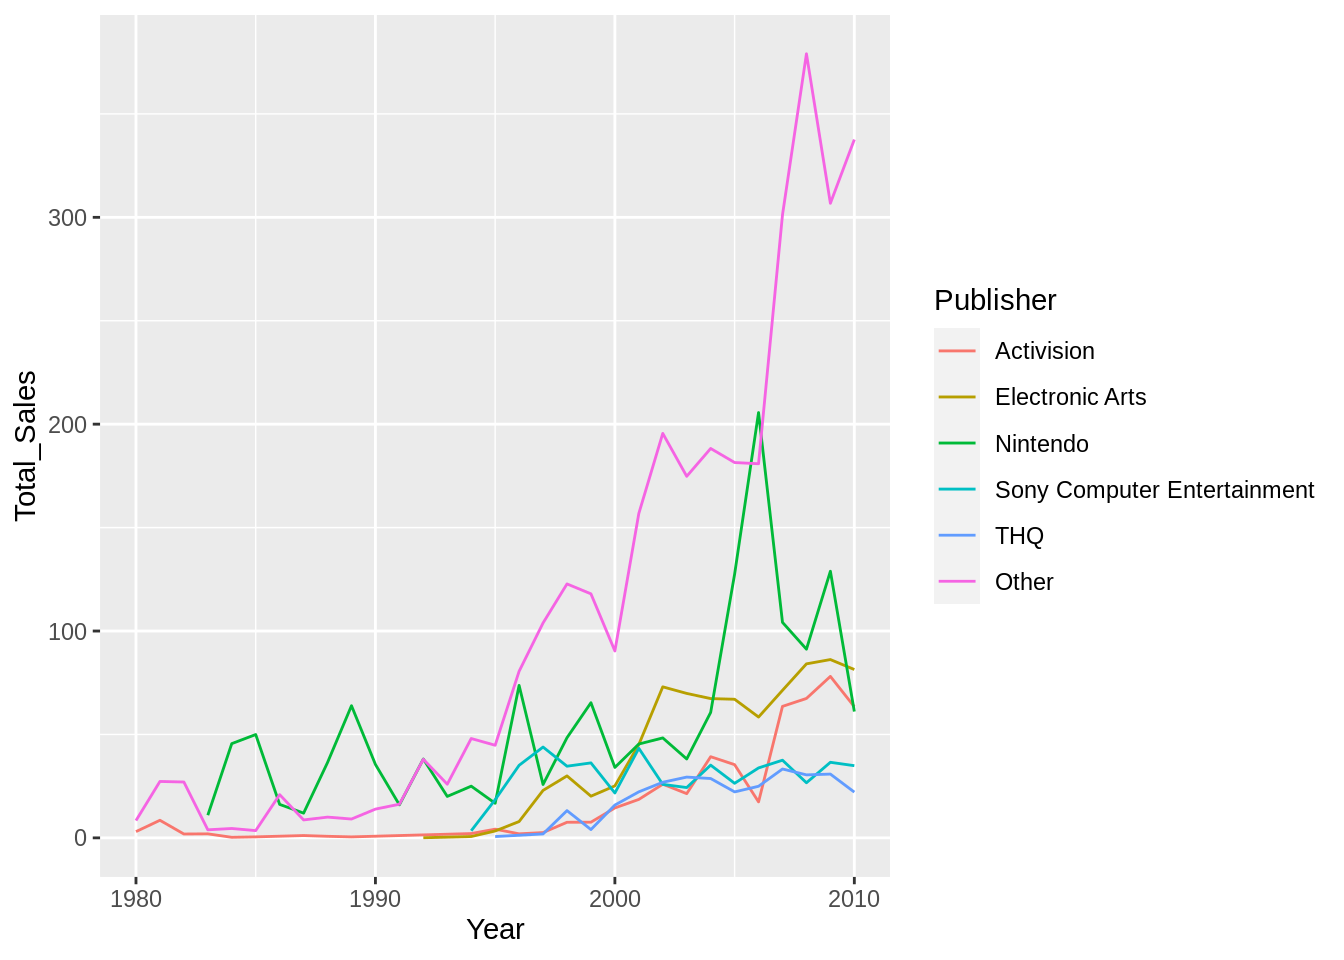 Total_Sales
300
200
100
0
1980 1990 2000 2010
Year
Publisher
Activision
Electronic Arts
Nintendo
Sony Computer Entertainment
THQ
Other